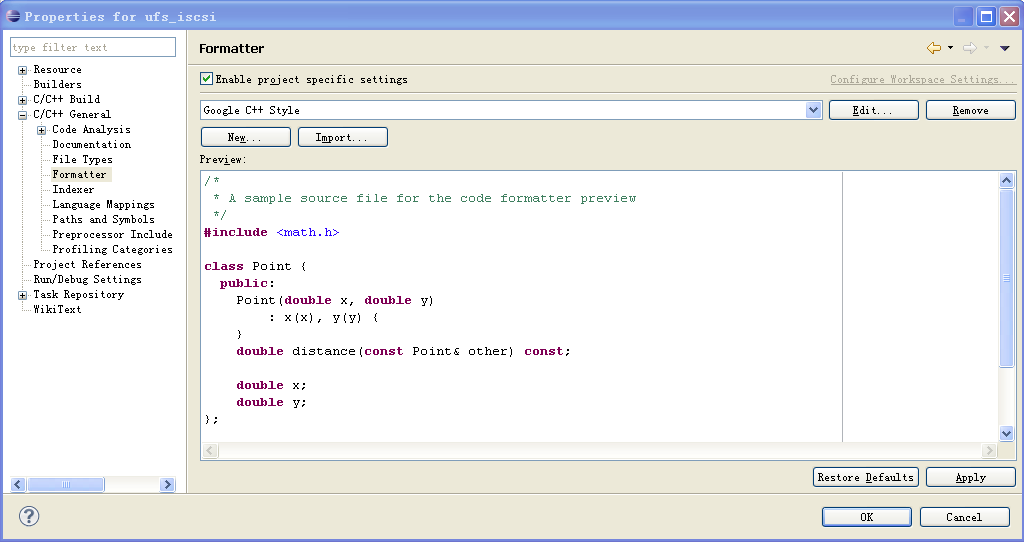 Properties for ufs_iscsi
type filter text
Resource
Builders
C/C++ Build
C/C++ General
Code Analysis
Documentation
File Types
Formatter
Indexer
Language Mappings
Paths and Symbols
Preprocessor Include
Profiling Categories
Project References
Run/Debug Settings
Task Repository
WikiText
Formatter
Enable project specific settings
Configure Workspace Settings...
Google C++ Style
Edit...
Remove
New...
Import...
Preview:
/*
 * A sample source file for the code formatter preview
 */
#include <math.h>
class Point {
  public:
    Point(double x, double y)
        : x(x), y(y) {
    }
    double distance(const Point& other) const;
    double x;
    double y;
};
Restore Defaults
Apply
?
OK
Cancel